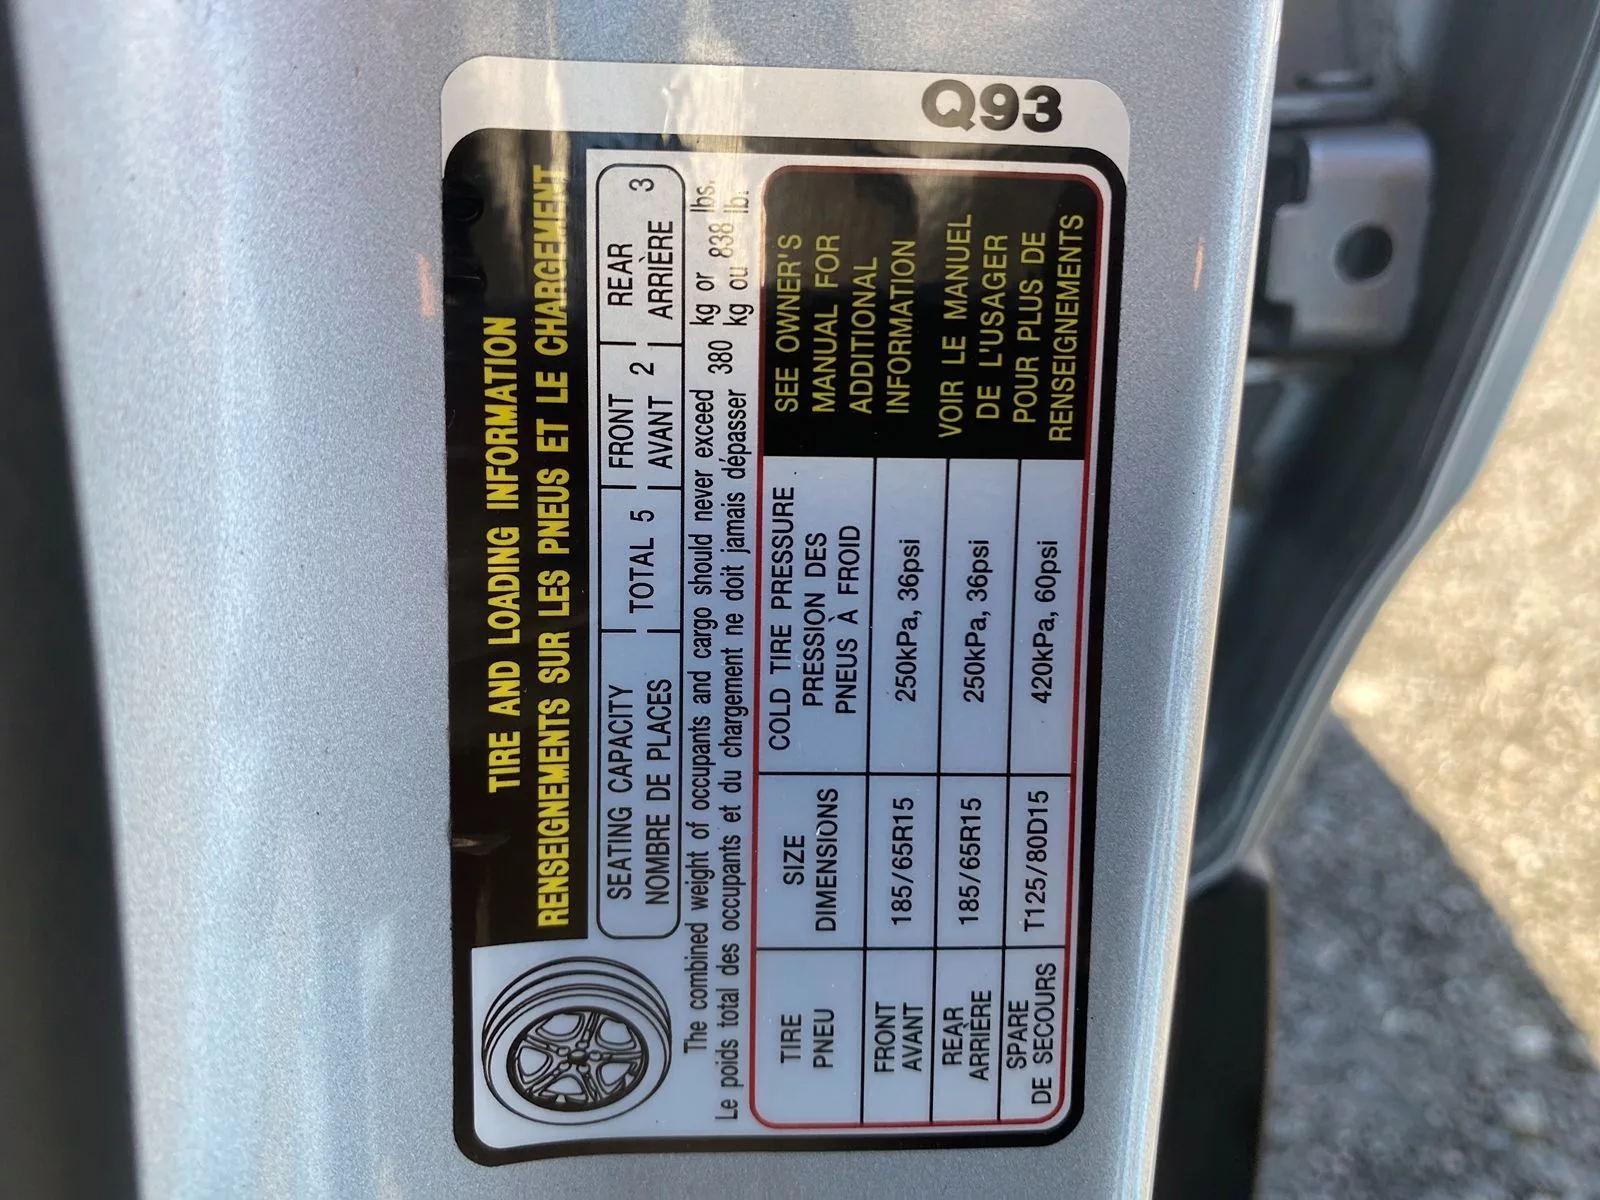 Q93
TIRE AND LOADING INFORMATION
RENSEIGNEMENTS SUR LES PNEUS ET LE CHARGEMENT
SEATING CAPACITY
NOMBRE DE PLACES
TOTAL 5
FRONT
AVANT 2
REAR
ARRIÈRE 3
The combined weight of occupants and cargo should never exceed 380 kg or 838 lbs.
Le poids total des occupants et du chargement ne doit jamais dépasser 380 kg ou 838 lb.
TIRE
PNEU
SIZE
DIMENSIONS
COLD TIRE PRESSURE
PRESSION DES
PNEUS À FROID
FRONT
AVANT
185/65R15
250kPa, 36psi
REAR
ARRIÈRE
185/65R15
250kPa, 36psi
SPARE
DE SECOURS
T125/80D15
420kPa, 60psi
SEE OWNER'S
MANUAL FOR
ADDITIONAL
INFORMATION
VOIR LE MANUEL
DE L'USAGER
POUR PLUS DE
RENSEIGNEMENTS